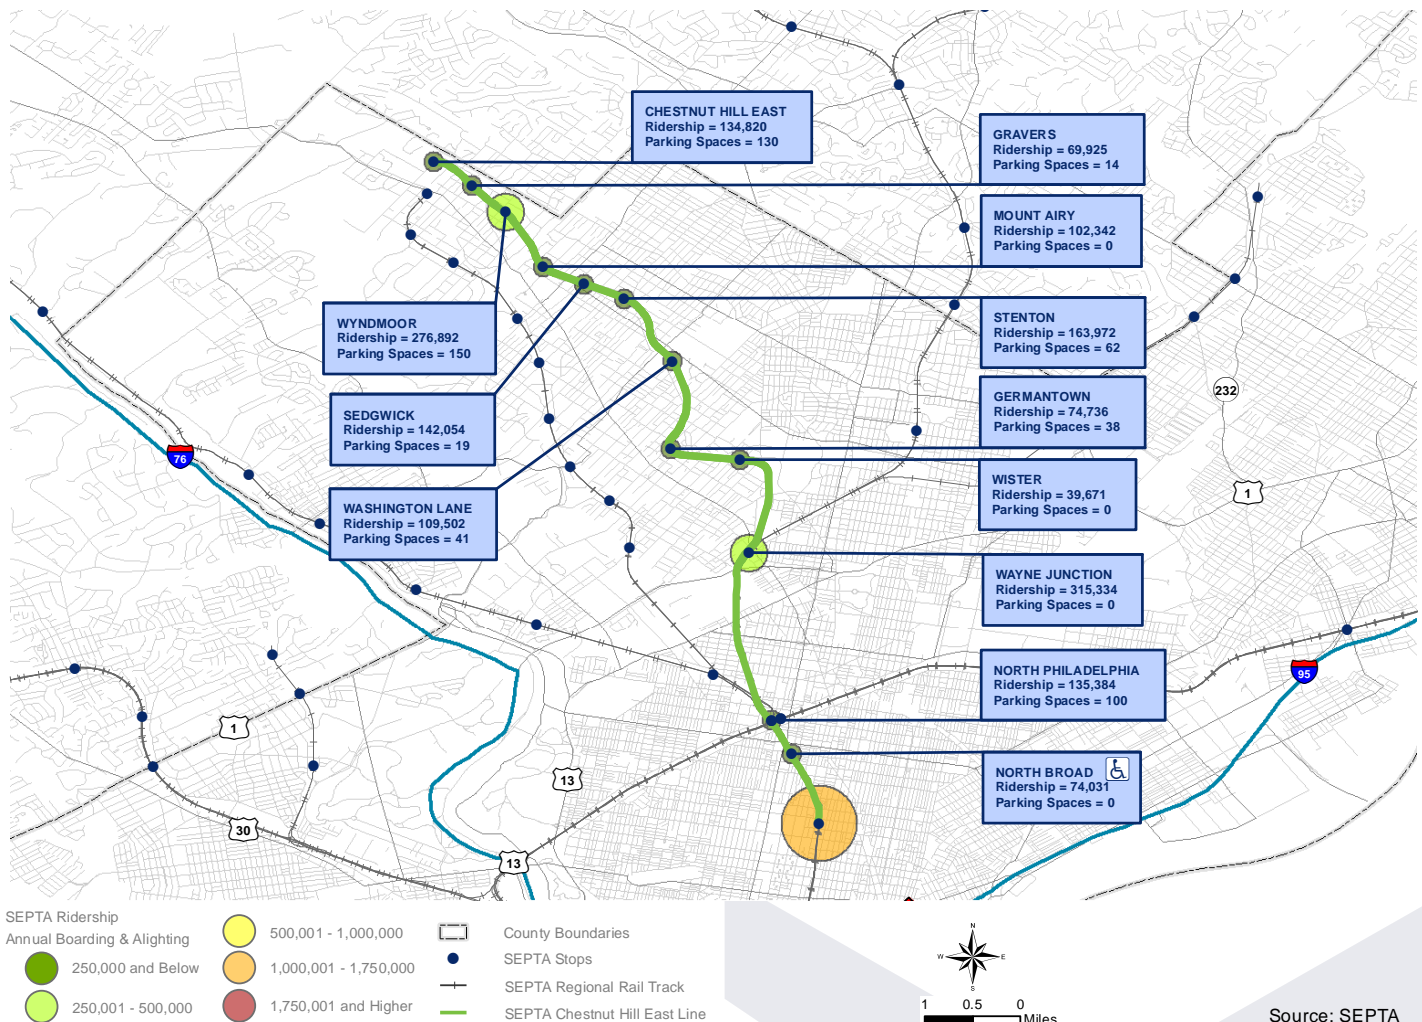 CHESTNUT HILL EAST
Ridership = 134,820
Parking Spaces = 130
GRAVERS
Ridership = 69,925
Parking Spaces = 14
MOUNT AIRY
Ridership = 102,342
Parking Spaces = 0
WYNDMOOR
Ridership = 276,892
Parking Spaces = 150
STENTON
Ridership = 163,972
Parking Spaces = 62
SEDGWICK
Ridership = 142,054
Parking Spaces = 19
GERMANTOWN
Ridership = 74,736
Parking Spaces = 38
232
76
WASHINGTON LANE
Ridership = 109,502
Parking Spaces = 41
WISTER
Ridership = 39,671
Parking Spaces = 0
1
WAYNE JUNCTION
Ridership = 315,334
Parking Spaces = 0
NORTH PHILADELPHIA
Ridership = 135,384
Parking Spaces = 100
95
1
13
NORTH BROAD
Ridership = 74,031
Parking Spaces = 0
30
13
SEPTA Ridership
Annual Boarding & Alighting
250,000 and Below
250,001 - 500,000
500,001 - 1,000,000
1,000,001 - 1,750,000
1,750,001 and Higher
County Boundaries
SEPTA Stops
SEPTA Regional Rail Track
SEPTA Chestnut Hill East Line
N
W
E
S
1 0.5 0
Miles
Source: SEPTA